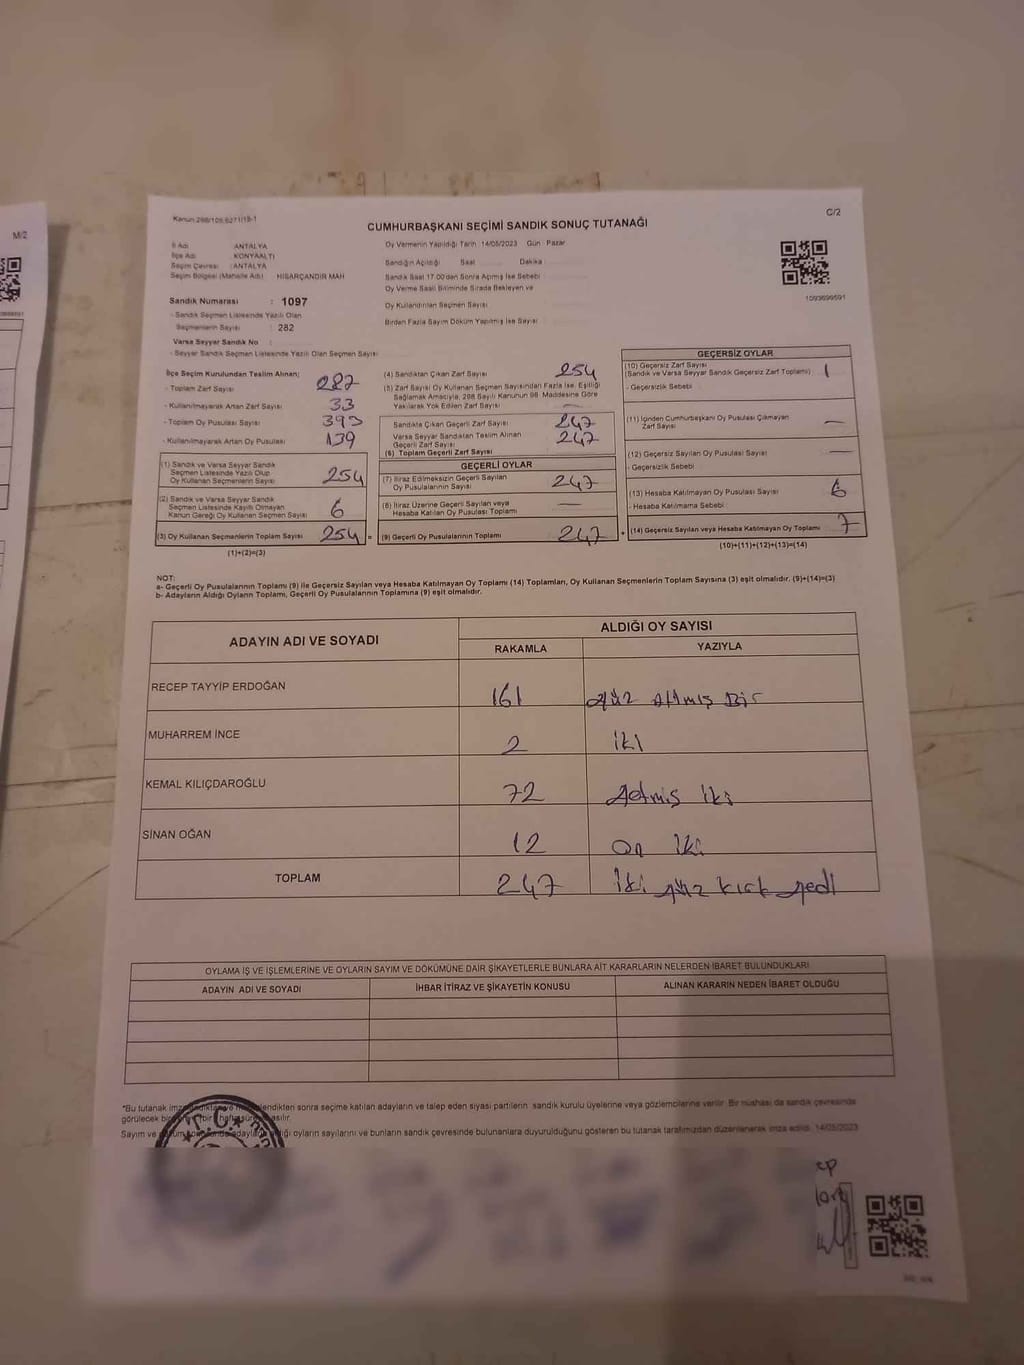 M/2
Kanun 298/105,6271/19-1
C/2
CUMHURBAŞKANI SEÇİMİ SANDIK SONUÇ TUTANAĞI
İl Adı ANTALYA
İlçe Adı : KONYAALTI
Seçim Çevresi : ANTALYA
Seçim Bölgesi (Mahalle Adı) : HİSARÇANDIR MAH
Oy Vermenin Yapıldığı Tarih :14/05/2023 Gün : Pazar
Sandığın Açıldığı Saat Dakika
Sandık Saat 17.00'den Sonra Açılmış İse Sebebi
Oy Verme Saati Bitiminde Sırada Bekleyen ve
Oy Kullandırılan Seçmen Sayısı
Birden Fazla Sayım Döküm Yapılmış İse Sayısı
1093699591
Sandık Numarası : 1097
- Sandık Seçmen Listesinde Yazılı Olan
Seçmenlerin Sayısı : 282
Varsa Seyyar Sandık No :
- Seyyar Sandık Seçmen Listesinde Yazılı Olan Seçmen Sayısı
İlçe Seçim Kurulundan Teslim Alınan;
- Toplam Zarf Sayısı 287
- Kullanılmayarak Artan Zarf Sayısı 33
- Toplam Oy Pusulası Sayısı 393
- Kullanılmayarak Artan Oy Pusulası 139
(1) Sandık ve Varsa Seyyar Sandık
Seçmen Listesinde Yazılı Olup
Oy Kullanan Seçmenlerin Sayısı 254
(2) Sandık ve Varsa Seyyar Sandık
Seçmen Listesinde Kayıtlı Olmayan
Kanun Gereği Oy Kullanan Seçmen Sayısı 6
(3) Oy Kullanan Seçmenlerin Toplam Sayısı 254
(1)+(2)=(3)
(4) Sandıktan Çıkan Zarf Sayısı 254
(5) Zarf Sayısı Oy Kullanan Seçmen Sayısından Fazla İse, Eşitliği
Sağlamak Amacıyla, 298 Sayılı Kanunun 98. Maddesine Göre
Yakılarak Yok Edilen Zarf Sayısı —
Sandıkta Çıkan Geçerli Zarf Sayısı 247
Varsa Seyyar Sandıktan Teslim Alınan
Geçerli Zarf Sayısı 247
(6) Toplam Geçerli Zarf Sayısı
GEÇERLİ OYLAR
(7) İtiraz Edilmeksizin Geçerli Sayılan
Oy Pusulalarının Sayısı 247
(8) İtiraz Üzerine Geçerli Sayılan veya
Hesaba Katılan Oy Pusulası Toplamı —
(9) Geçerli Oy Pusulalarının Toplamı 247
GEÇERSİZ OYLAR
(10) Geçersiz Zarf Sayısı
(Sandık ve Varsa Seyyar Sandık Geçersiz Zarf Toplamı) 1
- Geçersizlik Sebebi
(11) İçinden Cumhurbaşkanı Oy Pusulası Çıkmayan
Zarf Sayısı —
(12) Geçersiz Sayılan Oy Pusulası Sayısı —
- Geçersizlik Sebebi
(13) Hesaba Katılmayan Oy Pusulası Sayısı 6
- Hesaba Katılmama Sebebi
(14) Geçersiz Sayılan veya Hesaba Katılmayan Oy Toplamı 7
(10)+(11)+(12)+(13)=(14)
NOT:
a- Geçerli Oy Pusulalarının Toplamı (9) ile Geçersiz Sayılan veya Hesaba Katılmayan Oy Toplamı (14) Toplamları, Oy Kullanan Seçmenlerin Toplam Sayısına (3) eşit olmalıdır. (9)+(14)=(3)
b- Adayların Aldığı Oyların Toplamı, Geçerli Oy Pusulalarının Toplamına (9) eşit olmalıdır.
ADAYIN ADI VE SOYADI
ALDIĞI OY SAYISI
RAKAMLA YAZIYLA
RECEP TAYYİP ERDOĞAN 161 yüz altmış Bir
MUHARREM İNCE 2 iki
KEMAL KILIÇDAROĞLU 72 yetmiş iki
SİNAN OĞAN 12 on iki
TOPLAM 247 iki yüz kırk yedi
OYLAMA İŞ VE İŞLEMLERİNE VE OYLARIN SAYIM VE DÖKÜMÜNE DAİR ŞİKAYETLERLE BUNLARA AİT KARARLARIN NELERDEN İBARET BULUNDUKLARI
ADAYIN ADI VE SOYADI İHBAR İTİRAZ VE ŞİKAYETİN KONUSU ALINAN KARARIN NEDEN İBARET OLDUĞU
*Bu tutanak sonra seçime katılan adayların ve talep eden siyasi partilerin sandık kurulu üyelerine veya gözlemcilerine verilir. Bir nüshası da sandık çevresinde
görülecek bir bir hafta süre asılır.
Sayım ve oyların sayılarını ve bunların sandık çevresinde bulunanlara duyurulduğunu gösteren bu tutanak tarafımızdan düzenlenerek imza edildi. 14/05/2023
T.C.